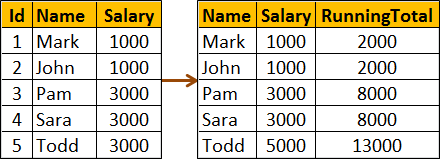 Id Name Salary
1 Mark 1000
2 John 1000
3 Pam 3000
4 Sara 3000
5 Todd 3000
Name Salary RunningTotal
Mark 1000 2000
John 1000 2000
Pam 3000 8000
Sara 3000 8000
Todd 5000 13000